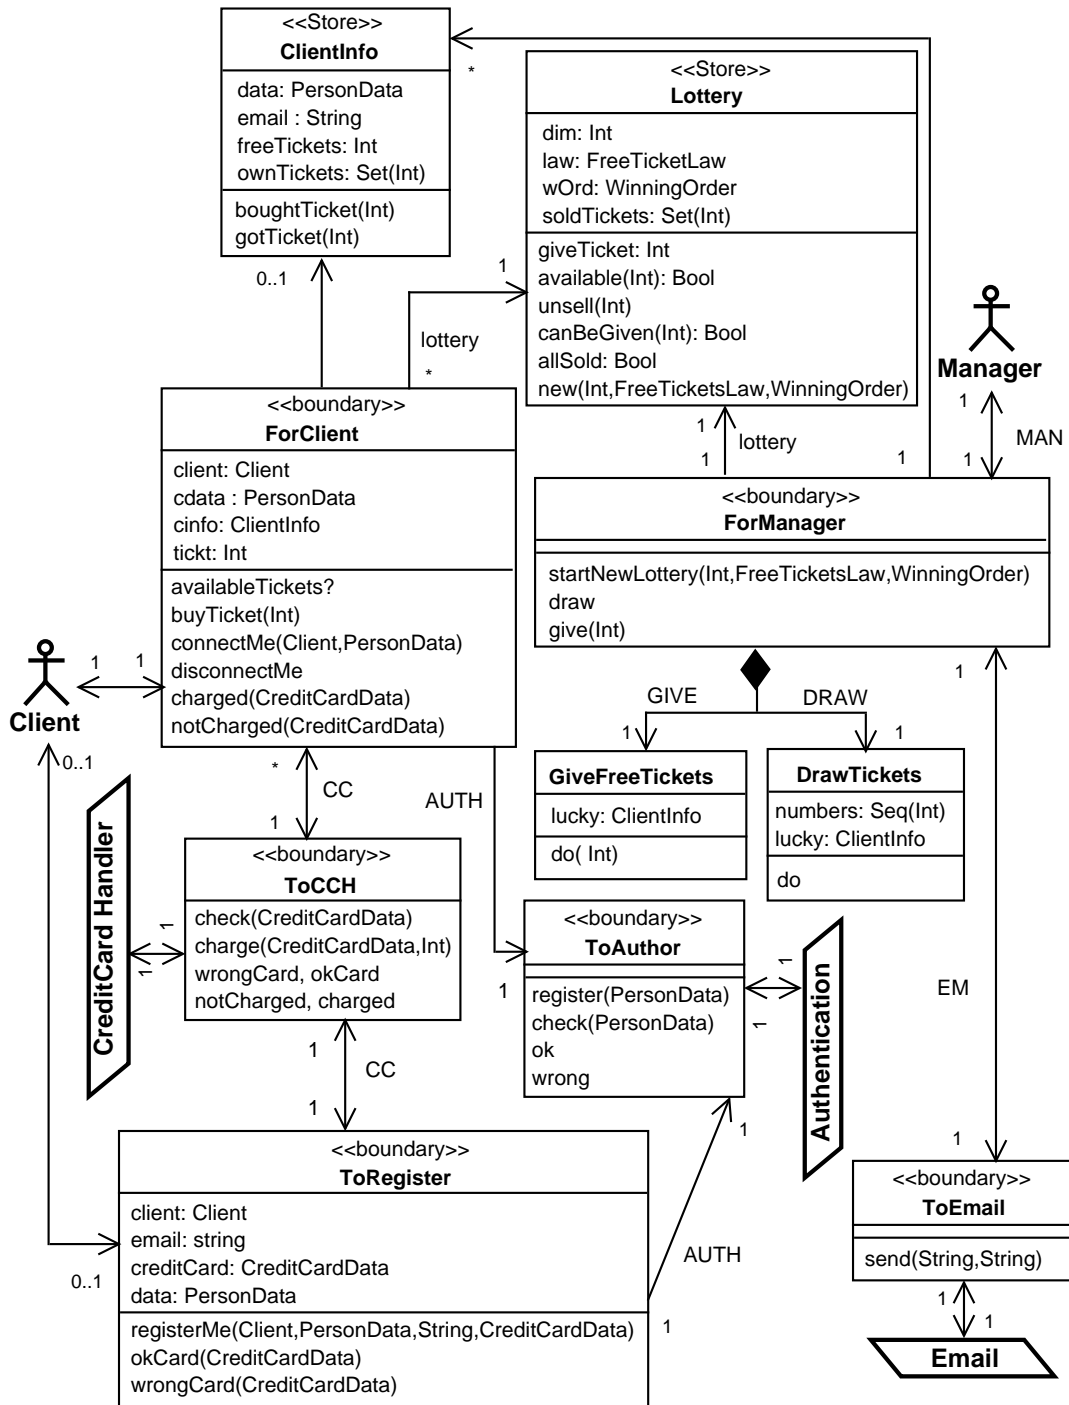 <<Store>>
ClientInfo
data: PersonData
email : String
freeTickets: Int
ownTickets: Set(Int)
boughtTicket(Int)
gotTicket(Int)
*
0..1
<<Store>>
Lottery
dim: Int
law: FreeTicketLaw
wOrd: WinningOrder
soldTickets: Set(Int)
giveTicket: Int
available(Int): Bool
unsell(Int)
canBeGiven(Int): Bool
allSold: Bool
new(Int,FreeTicketsLaw,WinningOrder)
1
lottery
*
1
lottery
1
1
Manager
1
MAN
1
<<boundary>>
ForClient
client: Client
cdata : PersonData
cinfo: ClientInfo
tickt: Int
availableTickets?
buyTicket(Int)
connectMe(Client,PersonData)
disconnectMe
charged(CreditCardData)
notCharged(CreditCardData)
<<boundary>>
ForManager
startNewLottery(Int,FreeTicketsLaw,WinningOrder)
draw
give(Int)
1
1
Client
0..1
1
GIVE
DRAW
1
1
GiveFreeTickets
lucky: ClientInfo
do( Int)
DrawTickets
numbers: Seq(Int)
lucky: ClientInfo
do
*
CC
1
AUTH
1
CreditCard Handler
1
1
<<boundary>>
ToCCH
check(CreditCardData)
charge(CreditCardData,Int)
wrongCard, okCard
notCharged, charged
<<boundary>>
ToAuthor
register(PersonData)
check(PersonData)
ok
wrong
1
1
Authentication
EM
1
1
CC
1
1
<<boundary>>
ToRegister
client: Client
email: string
creditCard: CreditCardData
data: PersonData
registerMe(Client,PersonData,String,CreditCardData)
okCard(CreditCardData)
wrongCard(CreditCardData)
0..1
AUTH
1
<<boundary>>
ToEmail
send(String,String)
1
1
Email